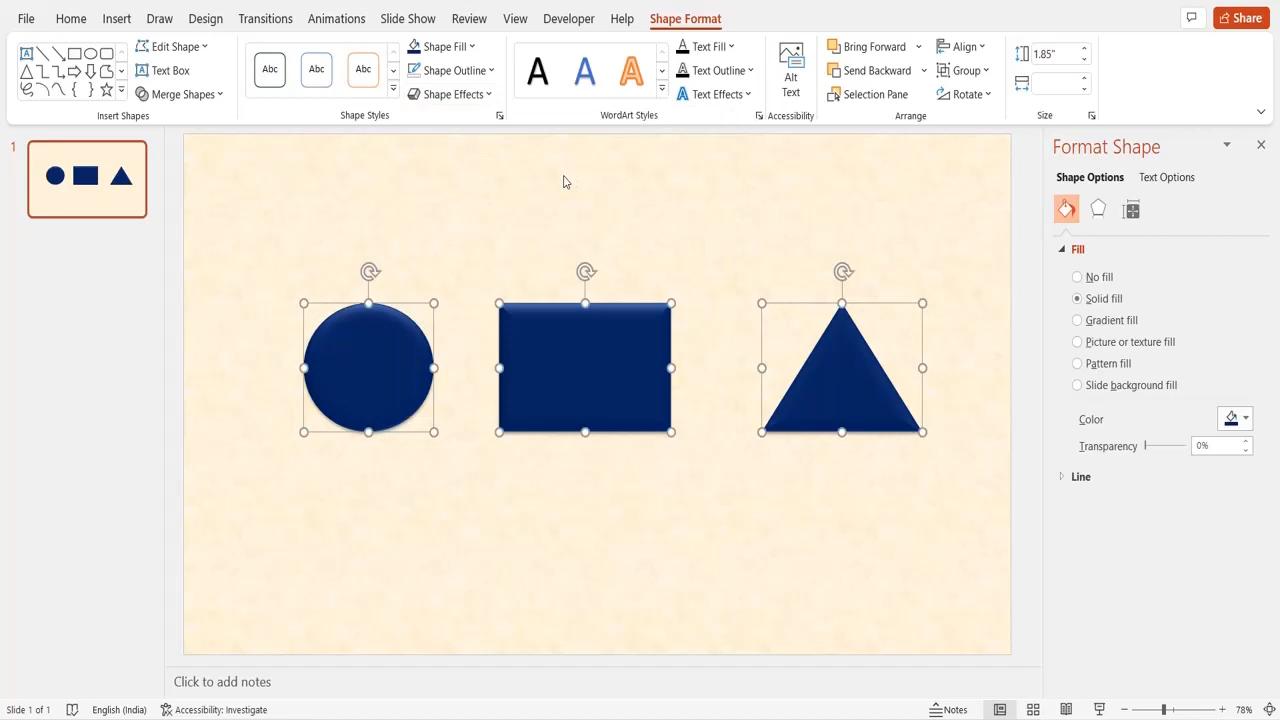 File Home Insert Draw Design Transitions Animations Slide Show Review View Developer Help Shape Format Share
Edit Shape
Text Box
Merge Shapes
Insert Shapes
Abc Abc Abc
Shape Fill
Shape Outline
Shape Effects
Shape Styles
A A A
Text Fill
Text Outline
Text Effects
WordArt Styles
Alt
Text
Accessibility
Bring Forward
Send Backward
Selection Pane
Align
Group
Rotate
Arrange
1.85"
Size
1
Format Shape
Shape Options Text Options
Fill
No fill
Solid fill
Gradient fill
Picture or texture fill
Pattern fill
Slide background fill
Color
Transparency 0%
Line
Click to add notes
Slide 1 of 1 English (India) Accessibility: Investigate Notes 78%